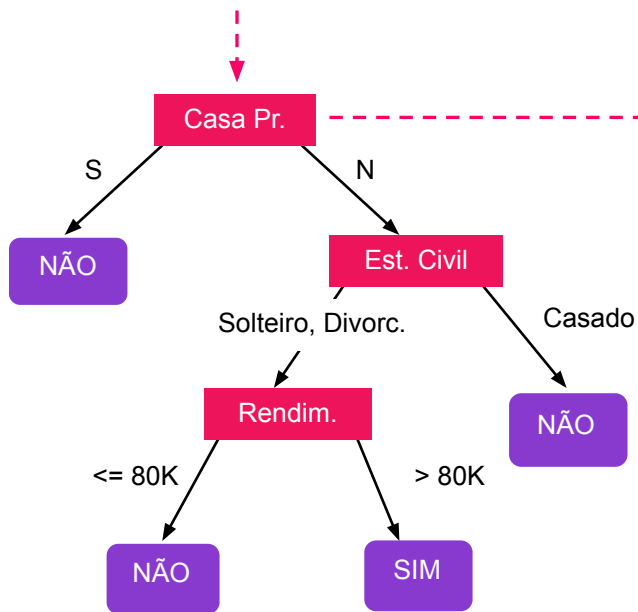 Casa Pr.
S
N
NÃO
Est. Civil
Solteiro, Divorc.
Casado
Rendim.
NÃO
<= 80K
> 80K
NÃO
SIM